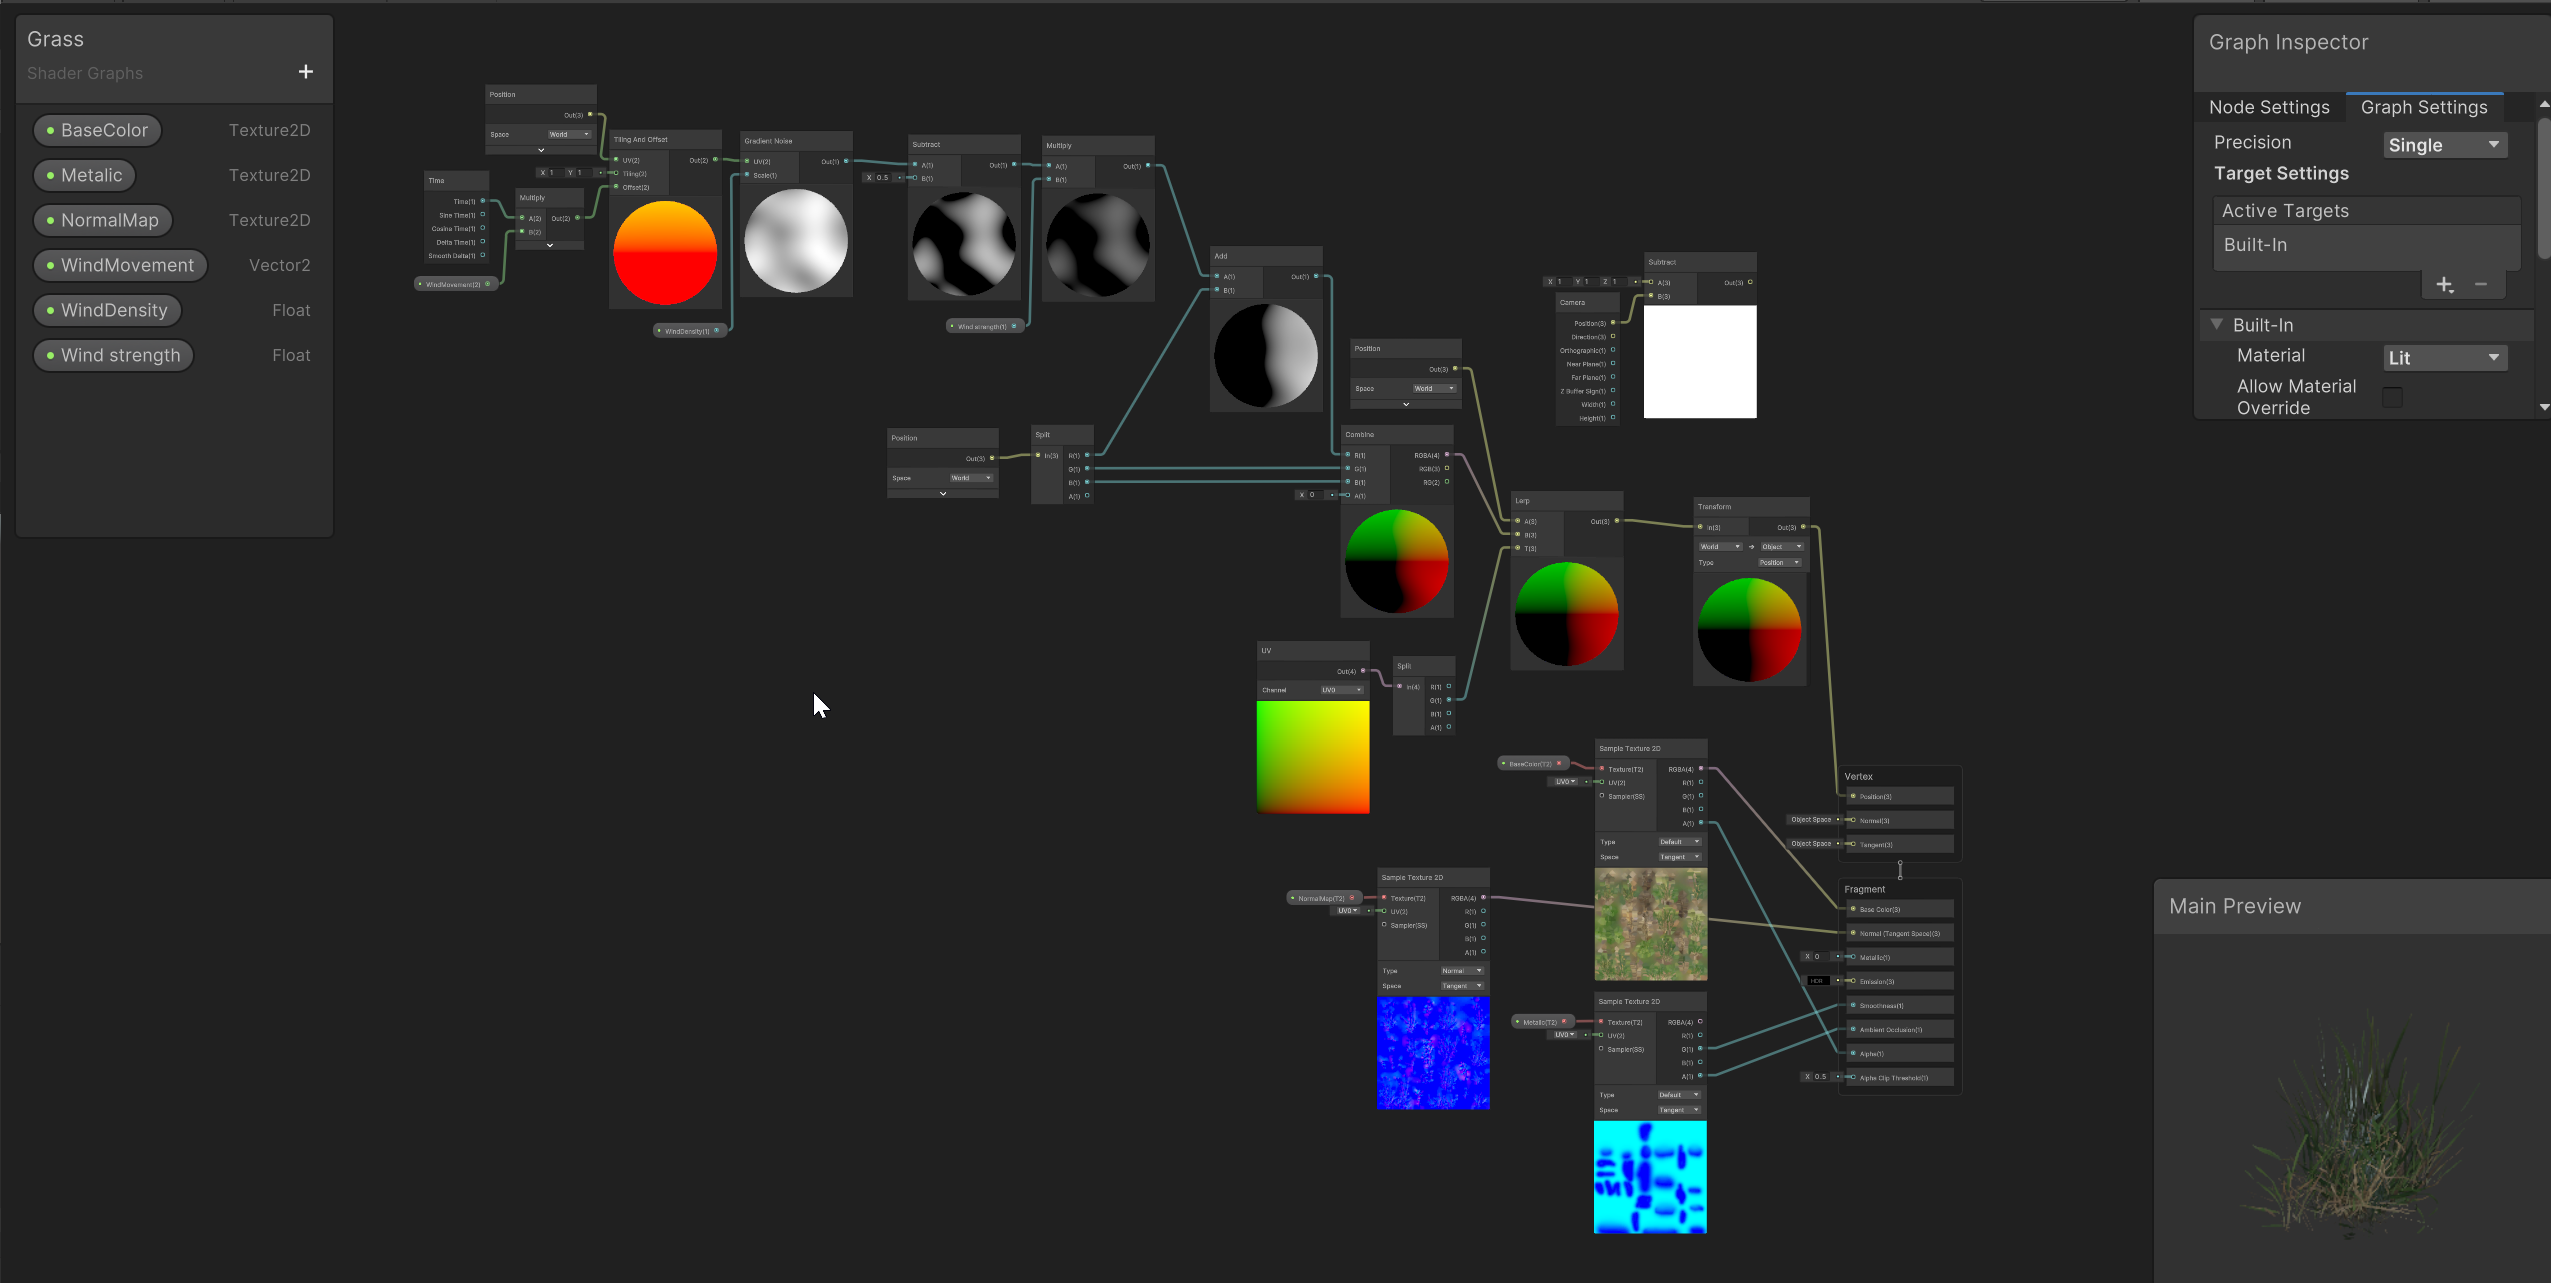 Grass
Shader Graphs
+
BaseColor Texture2D
Metalic Texture2D
NormalMap Texture2D
WindMovement Vector2
WindDensity Float
Wind strength Float
Position
Out(3)
Space World
Time
Time(1)
Sine Time(1)
Cosine Time(1)
Delta Time(1)
Smooth Delta(1)
WindMovement(2)
Multiply
A(2) Out(2)
B(2)
Tiling And Offset
UV(2) Out(2)
X 1 Y 1 Tiling(2)
Offset(2)
Gradient Noise
UV(2) Out(1)
Scale(1)
WindDensity(1)
Subtract
A(1) Out(1)
X 0.5 B(1)
Multiply
A(1) Out(1)
B(1)
Wind strength(1)
Add
A(1) Out(1)
B(1)
Position
Out(3)
Space World
Split
In(3) R(1)
G(1)
B(1)
A(1)
Position
Out(3)
Space World
Combine
R(1) RGBA(4)
G(1) RGB(3)
B(1) RG(2)
X 0 A(1)
Subtract
X 1 Y 1 Z 1 A(3) Out(3)
B(3)
Camera
Position(3)
Direction(3)
Orthographic(1)
Near Plane(1)
Far Plane(1)
Z Buffer Sign(1)
Width(1)
Height(1)
Lerp
A(3) Out(3)
B(3)
T(3)
Transform
In(3) Out(3)
World Object
Type Position
UV
Out(4)
Channel UV0
Split
In(4) R(1)
G(1)
B(1)
A(1)
BaseColor(T2)
UV0
Sample Texture 2D
Texture(T2) RGBA(4)
UV(2) R(1)
Sampler(SS) G(1)
B(1)
A(1)
Type Default
Space Tangent
NormalMap(T2)
UV0
Sample Texture 2D
Texture(T2) RGBA(4)
UV(2) R(1)
Sampler(SS) G(1)
B(1)
A(1)
Type Normal
Space Tangent
Metalic(T2)
UV0
Sample Texture 2D
Texture(T2) RGBA(4)
UV(2) R(1)
Sampler(SS) G(1)
B(1)
A(1)
Type Default
Space Tangent
Vertex
Position(3)
Object Space Normal(3)
Object Space Tangent(3)
Fragment
Base Color(3)
Normal (Tangent Space)(3)
X 0 Metallic(1)
HDR Emission(3)
Smoothness(1)
Ambient Occlusion(1)
Alpha(1)
X 0.5 Alpha Clip Threshold(1)
Graph Inspector
Node Settings Graph Settings
Precision Single
Target Settings
Active Targets
Built-In
+ −
Built-In
Material Lit
Allow Material
Override
Main Preview